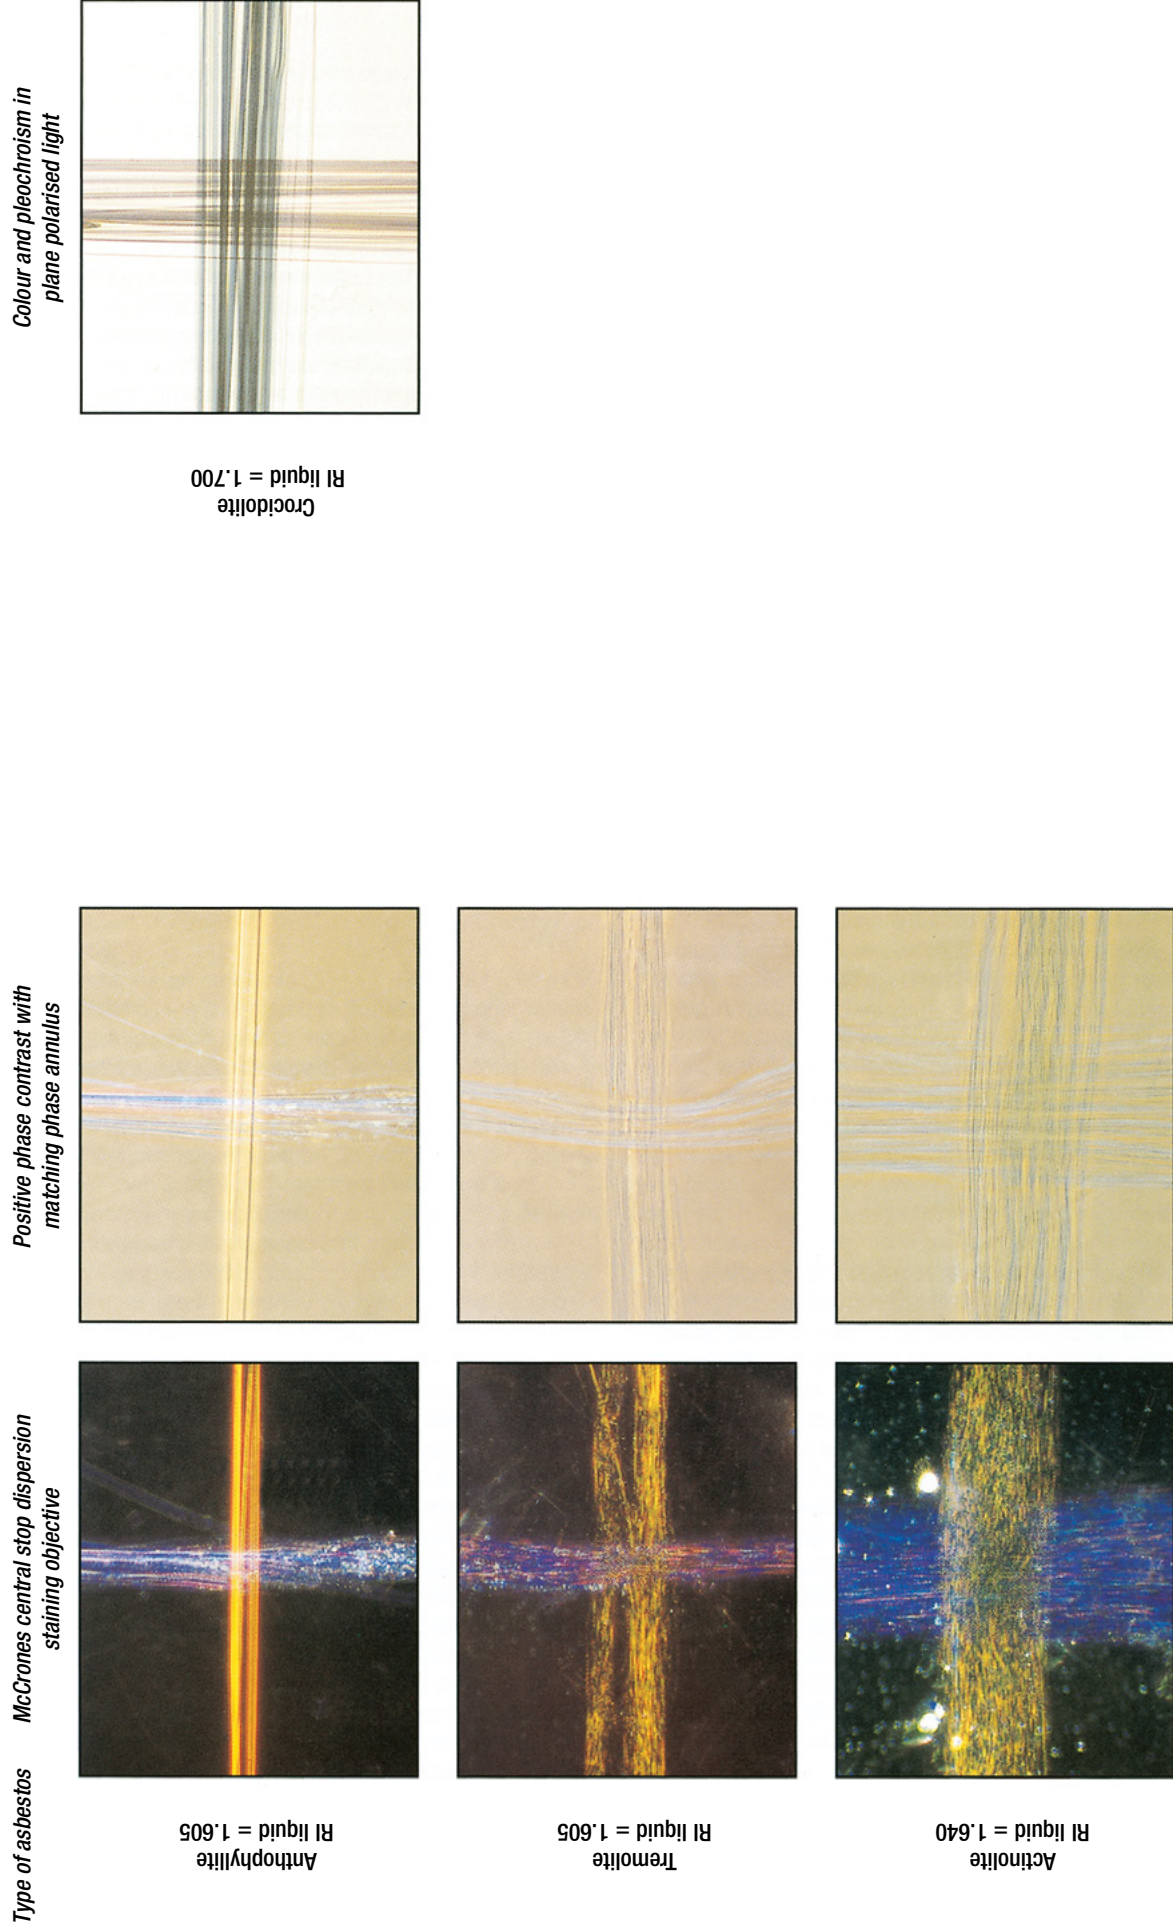 Type of asbestos
McCrones central stop dispersion
staining objective
Positive phase contrast with
matching phase annulus
Colour and pleochroism in
plane polarised light
Anthophyllite
RI liquid = 1.605
Crocidolite
RI liquid = 1.700
Tremolite
RI liquid = 1.605
Actinolite
RI liquid = 1.640